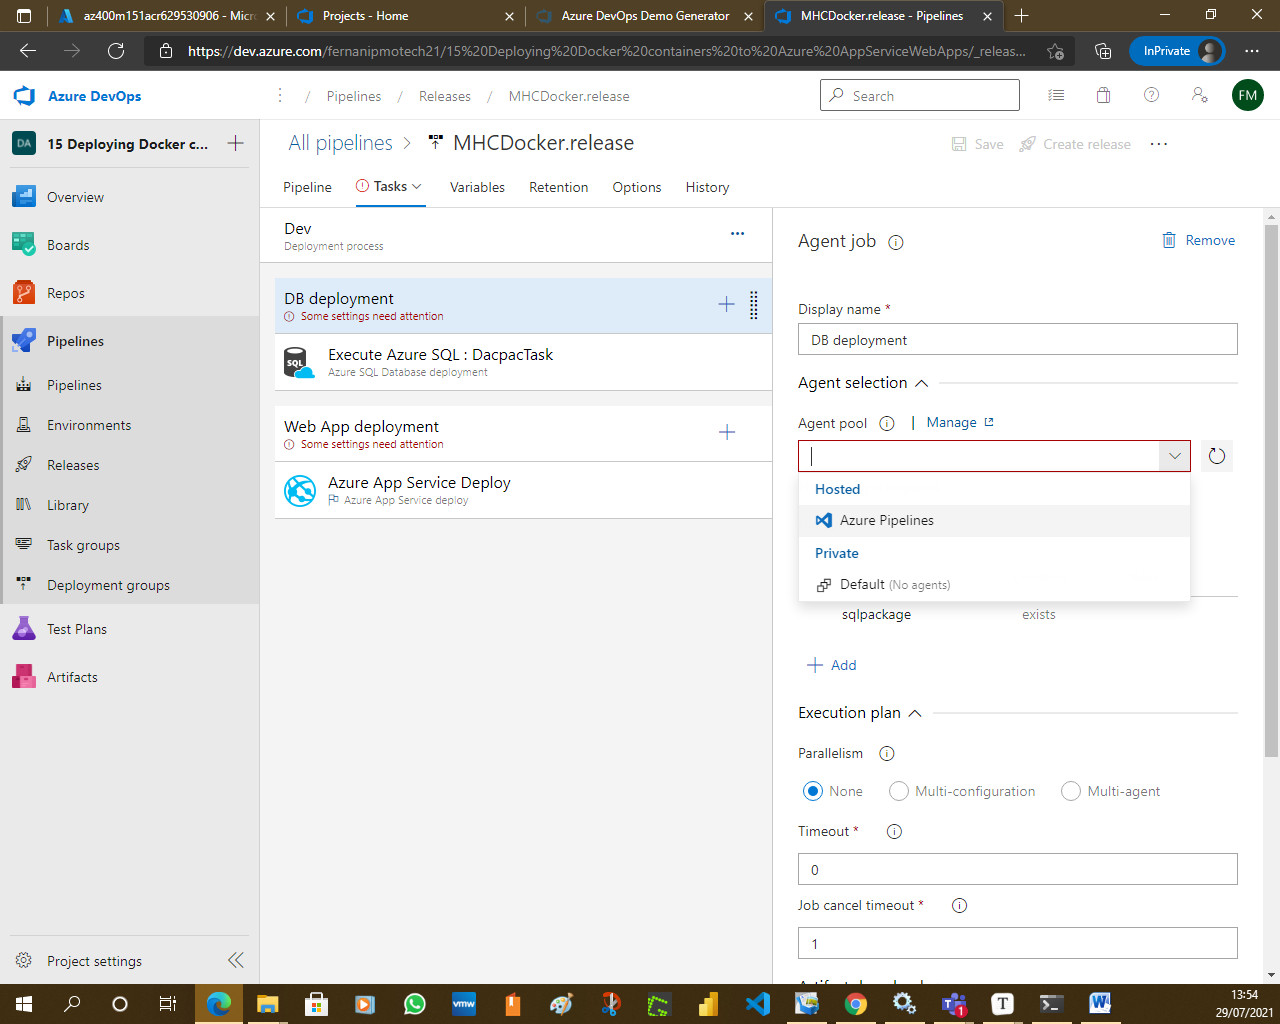 az400m151acr629530906 - Micr
Projects - Home
Azure DevOps Demo Generator
MHCDocker.release - Pipelines
https://dev.azure.com/fernanipmotech21/15%20Deploying%20Docker%20containers%20to%20Azure%20AppServiceWebApps/_releas...
InPrivate
Azure DevOps
/ Pipelines / Releases / MHCDocker.release
Search
FM
DA
15 Deploying Docker c...
Overview
Boards
Repos
Pipelines
Pipelines
Environments
Releases
Library
Task groups
Deployment groups
Test Plans
Artifacts
Project settings
All pipelines > MHCDocker.release
Save
Create release
Pipeline
Tasks
Variables
Retention
Options
History
Dev
Deployment process
DB deployment
Some settings need attention
SQL
Execute Azure SQL : DacpacTask
Azure SQL Database deployment
Web App deployment
Some settings need attention
Azure App Service Deploy
Azure App Service deploy
Agent job
Remove
Display name *
DB deployment
Agent selection
Agent pool | Manage
Hosted
Azure Pipelines
Private
Default (No agents)
sqlpackage exists
Add
Execution plan
Parallelism
None
Multi-configuration
Multi-agent
Timeout *
0
Job cancel timeout *
1
vmw
1
T
W
13:54
29/07/2021